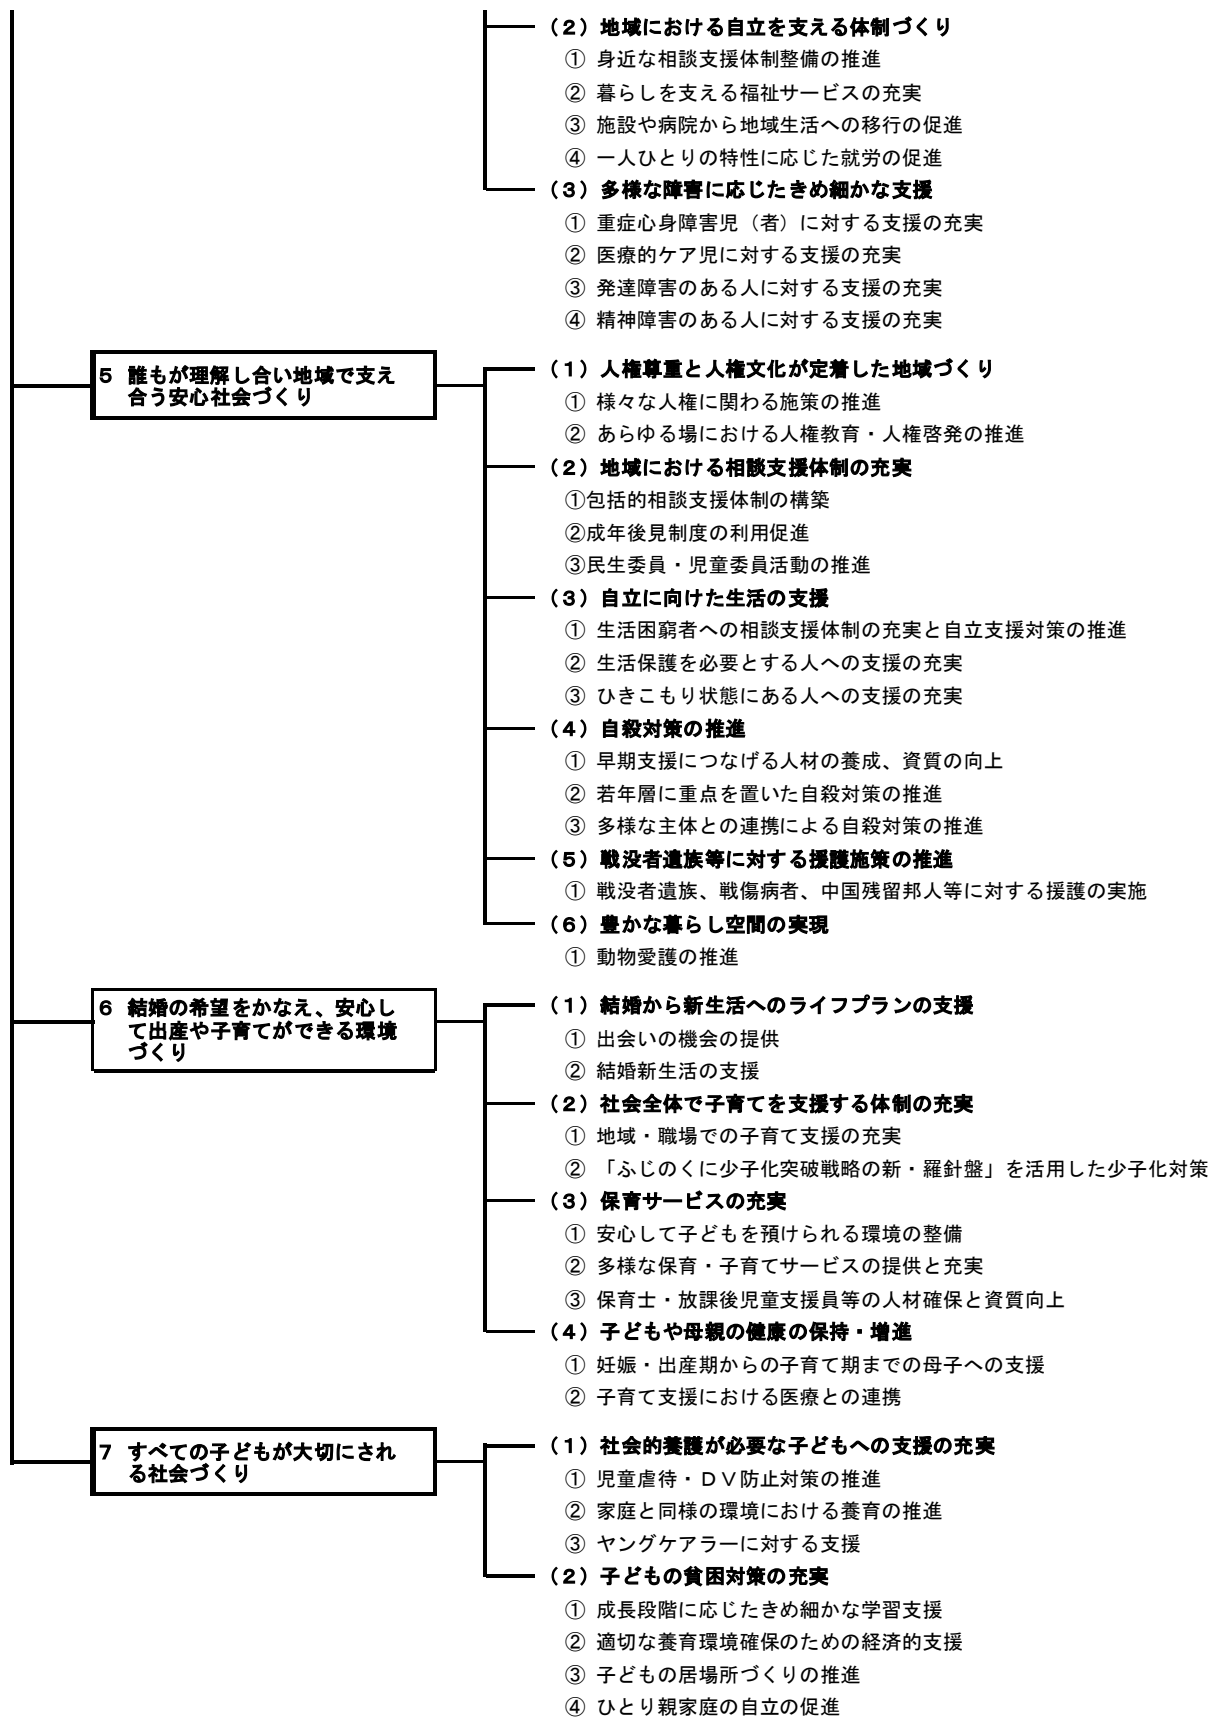 （２）地域における自立を支える体制づくり
① 身近な相談支援体制整備の推進
② 暮らしを支える福祉サービスの充実
③ 施設や病院から地域生活への移行の促進
④ 一人ひとりの特性に応じた就労の促進
（３）多様な障害に応じたきめ細かな支援
① 重症心身障害児（者）に対する支援の充実
② 医療的ケア児に対する支援の充実
③ 発達障害のある人に対する支援の充実
④ 精神障害のある人に対する支援の充実
５ 誰もが理解し合い地域で支え
合う安心社会づくり
（１）人権尊重と人権文化が定着した地域づくり
① 様々な人権に関わる施策の推進
② あらゆる場における人権教育・人権啓発の推進
（２）地域における相談支援体制の充実
①包括的相談支援体制の構築
②成年後見制度の利用促進
③民生委員・児童委員活動の推進
（３）自立に向けた生活の支援
① 生活困窮者への相談支援体制の充実と自立支援対策の推進
② 生活保護を必要とする人への支援の充実
③ ひきこもり状態にある人への支援の充実
（４）自殺対策の推進
① 早期支援につなげる人材の養成、資質の向上
② 若年層に重点を置いた自殺対策の推進
③ 多様な主体との連携による自殺対策の推進
（５）戦没者遺族等に対する援護施策の推進
① 戦没者遺族、戦傷病者、中国残留邦人等に対する援護の実施
（６）豊かな暮らし空間の実現
① 動物愛護の推進
６ 結婚の希望をかなえ、安心し
て出産や子育てができる環境
づくり
（１）結婚から新生活へのライフプランの支援
① 出会いの機会の提供
② 結婚新生活の支援
（２）社会全体で子育てを支援する体制の充実
① 地域・職場での子育て支援の充実
② 「ふじのくに少子化突破戦略の新・羅針盤」を活用した少子化対策
（３）保育サービスの充実
① 安心して子どもを預けられる環境の整備
② 多様な保育・子育てサービスの提供と充実
③ 保育士・放課後児童支援員等の人材確保と資質向上
（４）子どもや母親の健康の保持・増進
① 妊娠・出産期からの子育て期までの母子への支援
② 子育て支援における医療との連携
７ すべての子どもが大切にされ
る社会づくり
（１）社会的養護が必要な子どもへの支援の充実
① 児童虐待・ＤＶ防止対策の推進
② 家庭と同様の環境における養育の推進
③ ヤングケアラーに対する支援
（２）子どもの貧困対策の充実
① 成長段階に応じたきめ細かな学習支援
② 適切な養育環境確保のための経済的支援
③ 子どもの居場所づくりの推進
④ ひとり親家庭の自立の促進